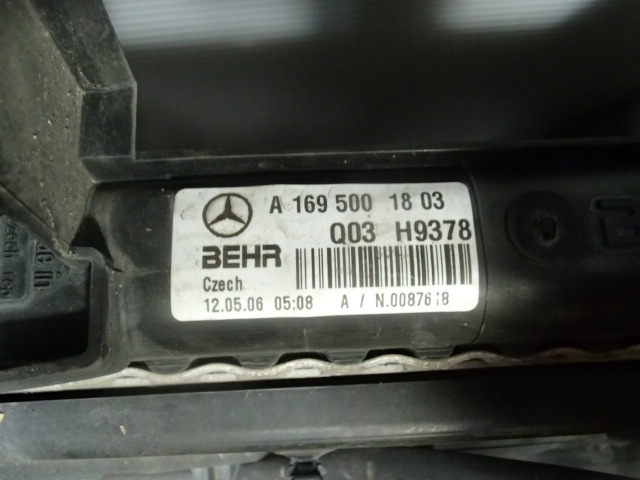 A 169 500 18 03
Q03 H9378
BEHR
Czech
12.05.06 05:08 A / N.0087618